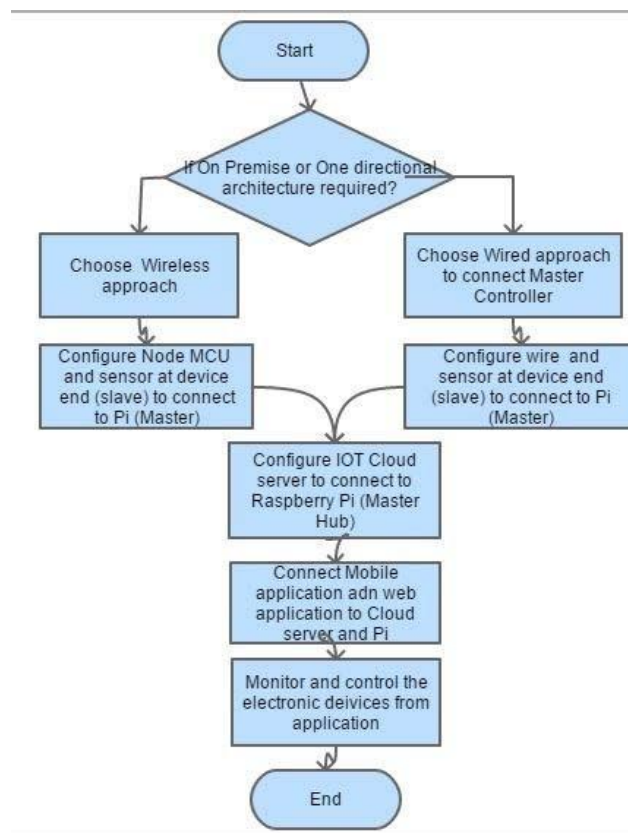 Start
If On Premise or One directional
architecture required?
Choose Wireless
approach
Choose Wired approach
to connect Master
Controller
Configure Node MCU
and sensor at device
end (slave) to connect
to Pi (Master)
Configure wire and
sensor at device end
(slave) to connect to Pi
(Master)
Configure IOT Cloud
server to connect to
Raspberry Pi (Master
Hub)
Connect Mobile
application adn web
application to Cloud
server and Pi
Monitor and control the
electronic deivices from
application
End